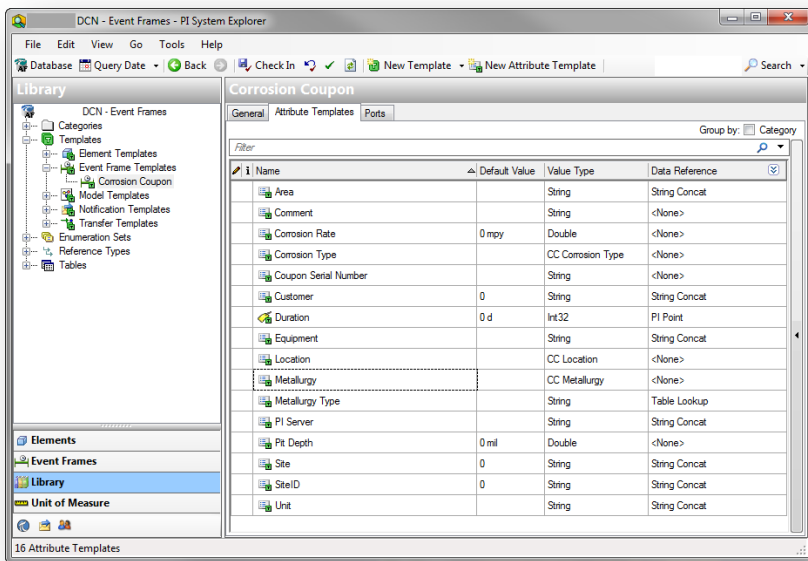 DCN - Event Frames - PI System Explorer
File Edit View Go Tools Help
Database Query Date Back Check In New Template New Attribute Template Search
Library
DCN - Event Frames
Categories
Templates
Element Templates
Event Frame Templates
Corrosion Coupon
Model Templates
Notification Templates
Transfer Templates
Enumeration Sets
Reference Types
Tables
Elements
Event Frames
Library
Unit of Measure
Corrosion Coupon
General Attribute Templates Ports
Group by: Category
Filter
Name Default Value Value Type Data Reference
Area String String Concat
Comment String <None>
Corrosion Rate 0 mpy Double <None>
Corrosion Type CC Corrosion Type <None>
Coupon Serial Number String <None>
Customer 0 String String Concat
Duration 0 d Int32 PI Point
Equipment String String Concat
Location CC Location <None>
Metallurgy CC Metallurgy <None>
Metallurgy Type String Table Lookup
PI Server String String Concat
Pit Depth 0 mil Double <None>
Site 0 String String Concat
SiteID 0 String String Concat
Unit String String Concat
16 Attribute Templates